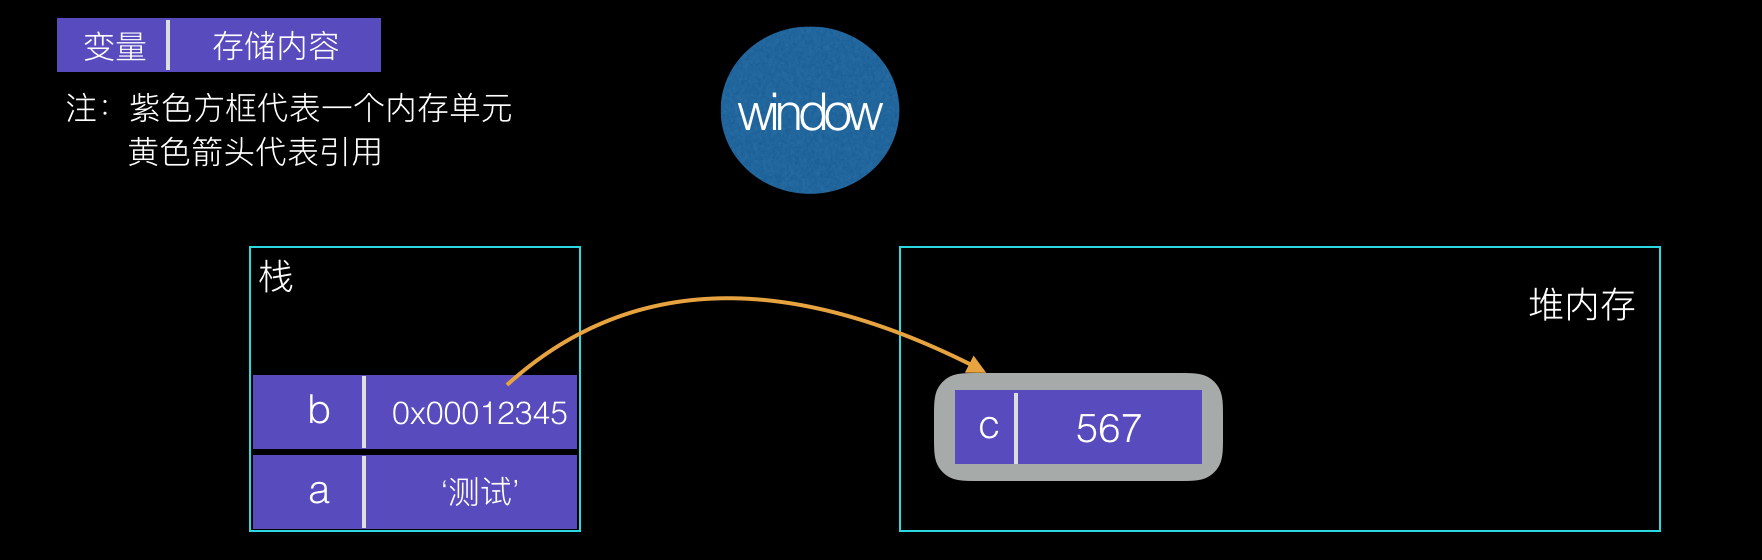 变量 存储内容
注：紫色方框代表一个内存单元
黄色箭头代表引用
window
栈
堆内存
b 0x00012345
c 567
a ‘测试’